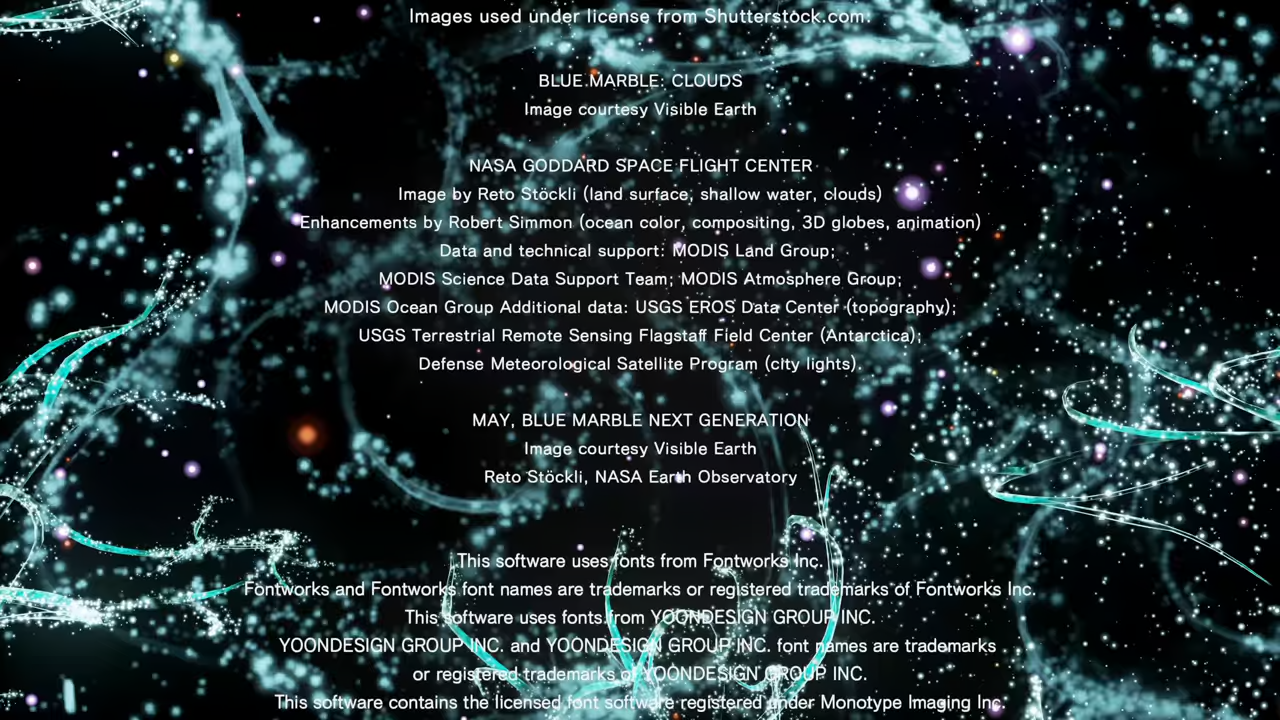 Images used under license from Shutterstock.com.
BLUE MARBLE: CLOUDS
Image courtesy Visible Earth
NASA GODDARD SPACE FLIGHT CENTER
Image by Reto Stöckli (land surface, shallow water, clouds)
Enhancements by Robert Simmon (ocean color, compositing, 3D globes, animation)
Data and technical support: MODIS Land Group;
MODIS Science Data Support Team; MODIS Atmosphere Group;
MODIS Ocean Group Additional data: USGS EROS Data Center (topography);
USGS Terrestrial Remote Sensing Flagstaff Field Center (Antarctica);
Defense Meteorological Satellite Program (city lights).
MAY, BLUE MARBLE NEXT GENERATION
Image courtesy Visible Earth
Reto Stöckli, NASA Earth Observatory
This software uses fonts from Fontworks Inc.
Fontworks and Fontworks font names are trademarks or registered trademarks of Fontworks Inc.
This software uses fonts from YOONDESIGN GROUP INC.
YOONDESIGN GROUP INC. and YOONDESIGN GROUP INC. font names are trademarks
or registered trademarks of YOONDESIGN GROUP INC.
This software contains the licensed font software registered under Monotype Imaging Inc.